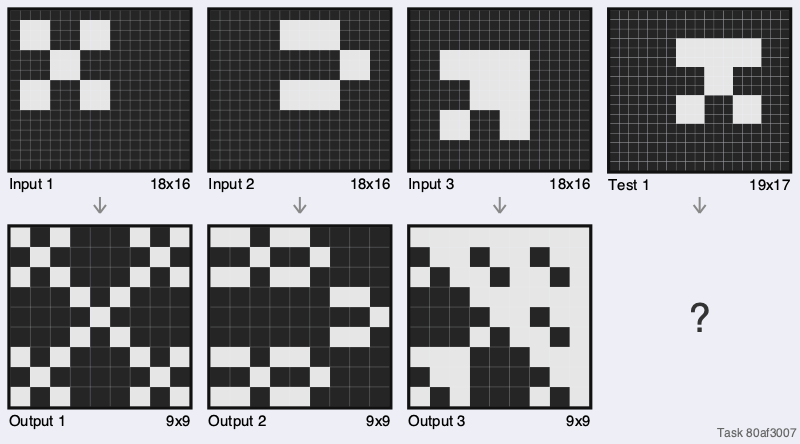 Input 1 18x16
Input 2 18x16
Input 3 18x16
Test 1 19x17
?
Output 1 9x9
Output 2 9x9
Output 3 9x9
Task 80af3007